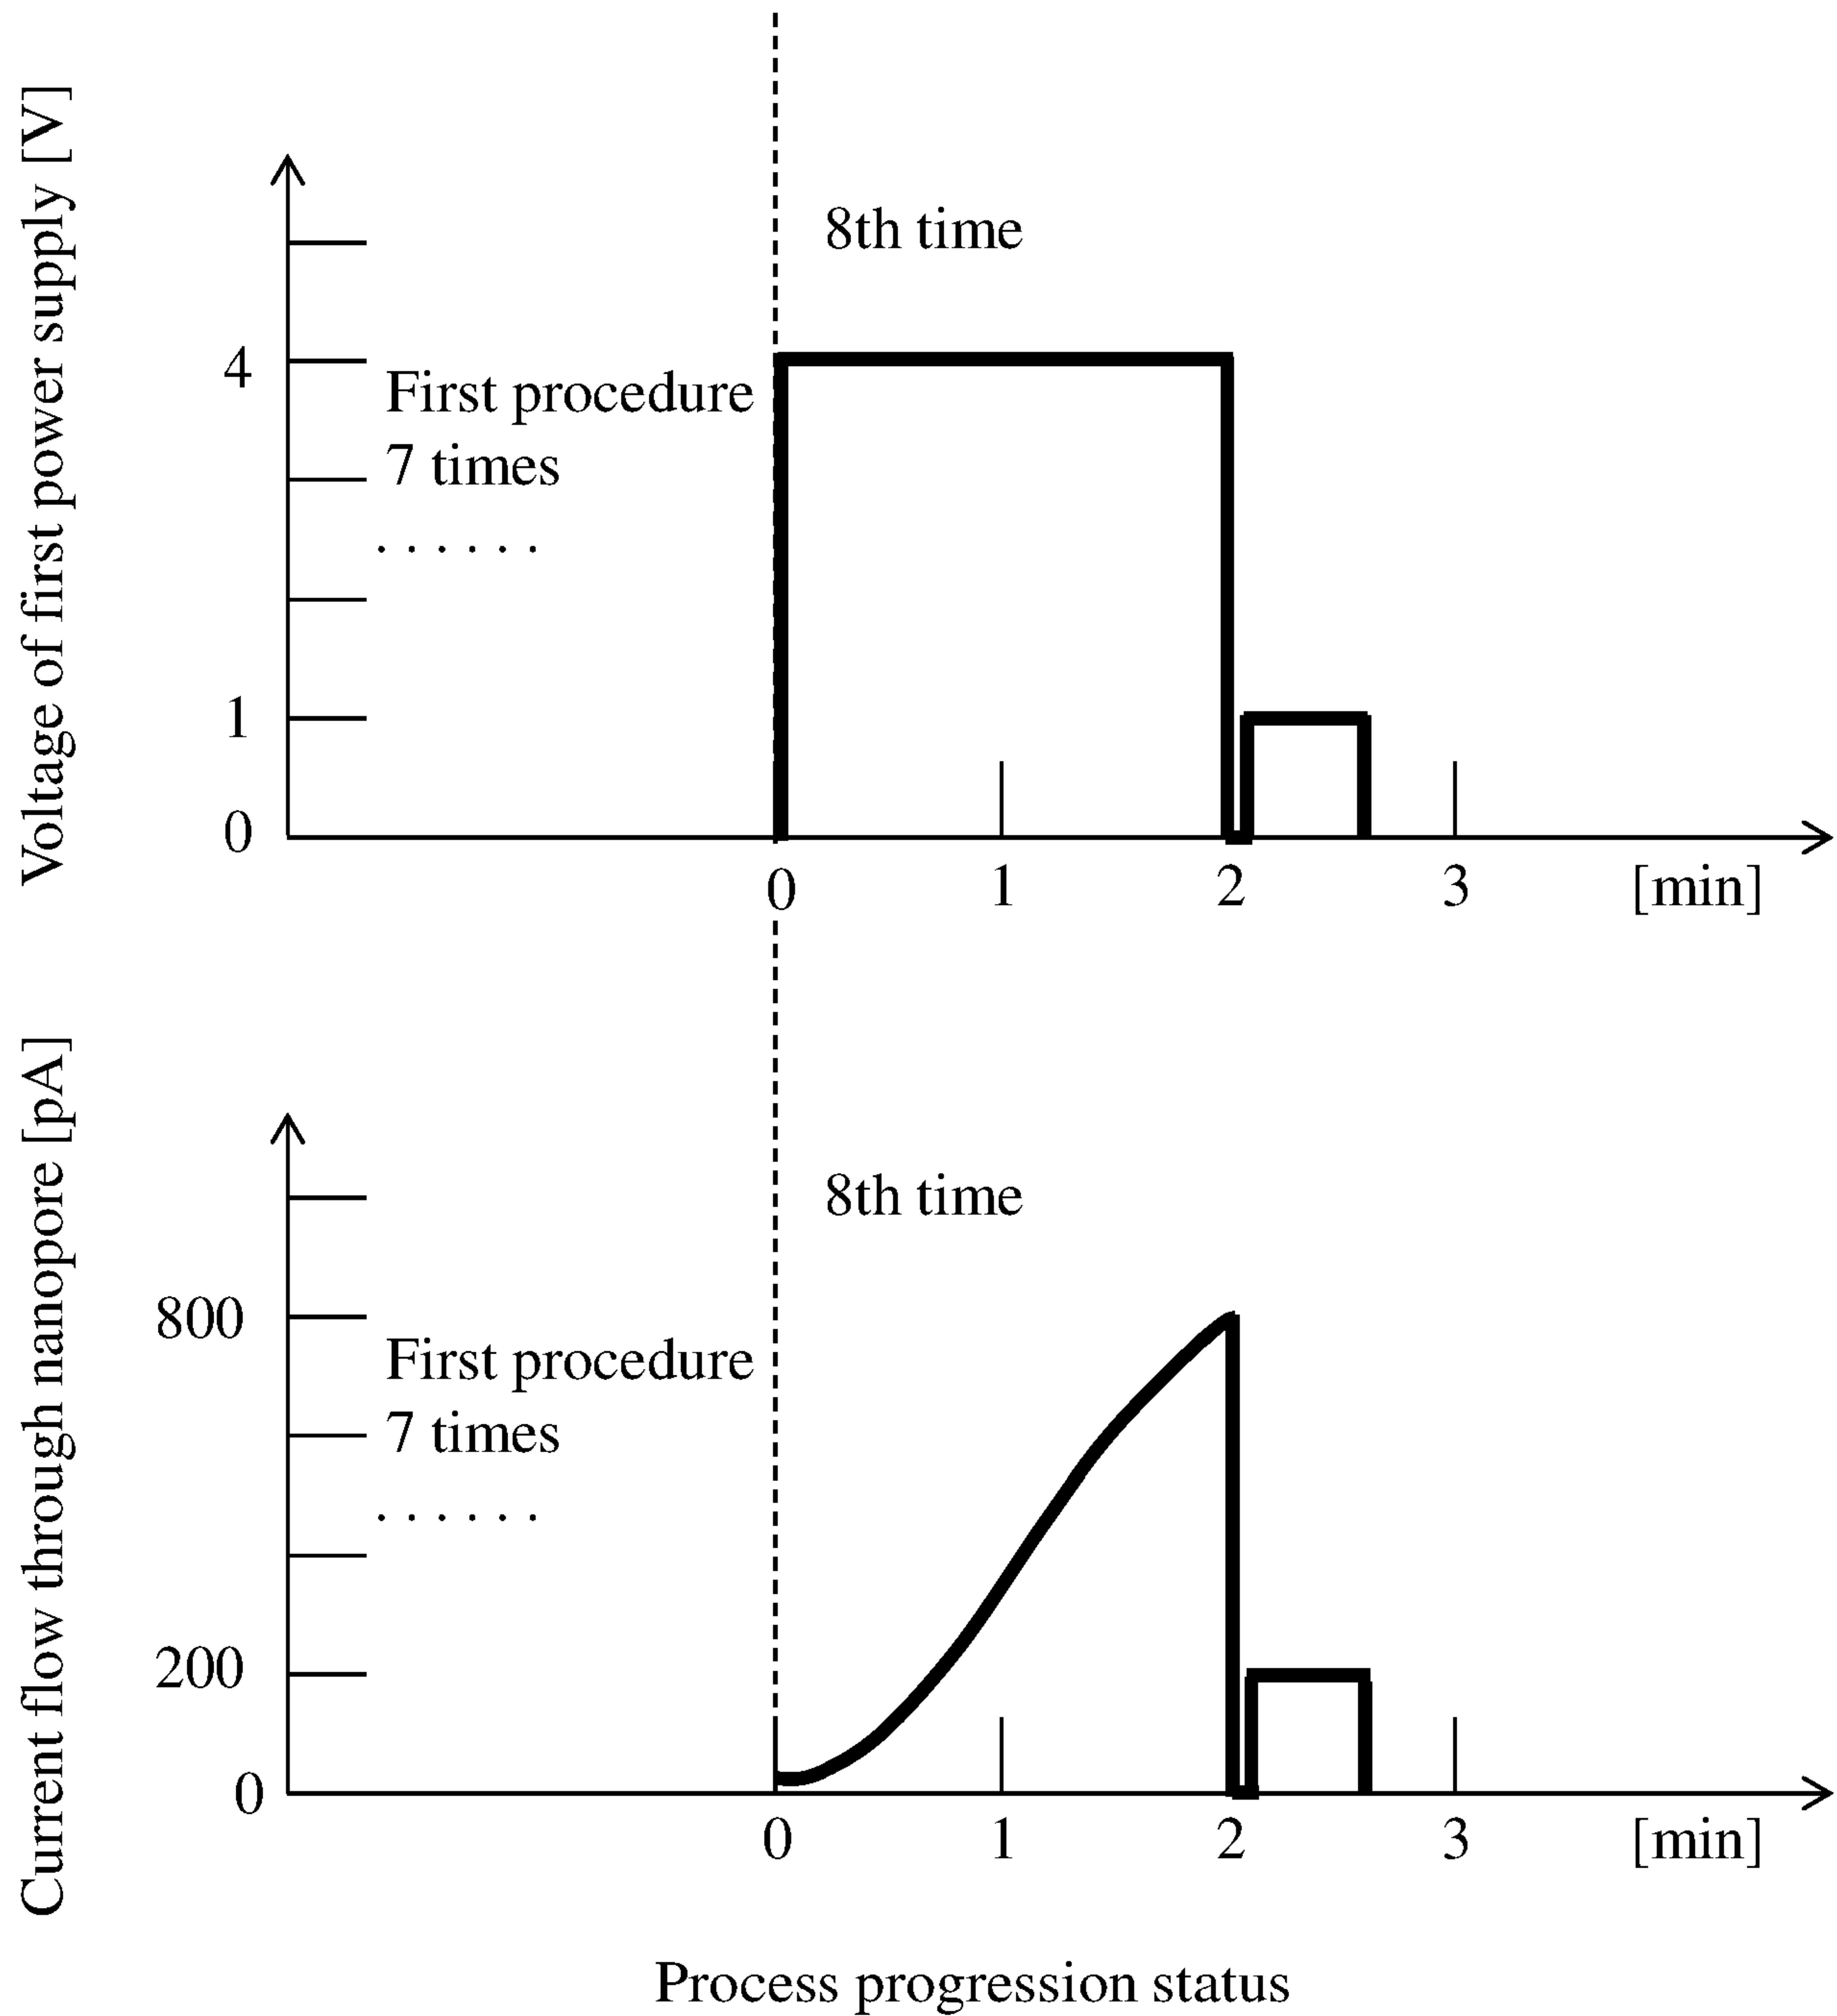 Voltage of first power supply [V]
8th time
4
First procedure
7 times
. . . . . .
1
0
0
1
2
3
[min]
Current flow through nanopore [pA]
8th time
800
First procedure
7 times
. . . . . .
200
0
0
1
2
3
[min]
Process progression status